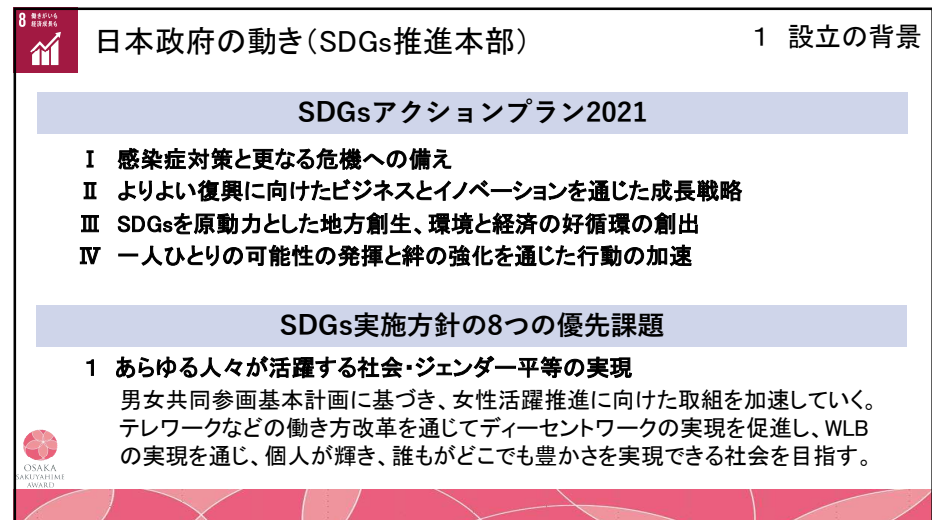 8 働きがいも
経済成長も
日本政府の動き(SDGs推進本部)
1 設立の背景
SDGsアクションプラン2021
Ⅰ 感染症対策と更なる危機への備え
Ⅱ よりよい復興に向けたビジネスとイノベーションを通じた成長戦略
Ⅲ SDGsを原動力とした地方創生、環境と経済の好循環の創出
Ⅳ 一人ひとりの可能性の発揮と絆の強化を通じた行動の加速
SDGs実施方針の8つの優先課題
1 あらゆる人々が活躍する社会・ジェンダー平等の実現
男女共同参画基本計画に基づき、女性活躍推進に向けた取組を加速していく。
テレワークなどの働き方改革を通じてディーセントワークの実現を促進し、WLB
の実現を通じ、個人が輝き、誰もがどこでも豊かさを実現できる社会を目指す。
OSAKA
SAKUYAHIME
AWARD